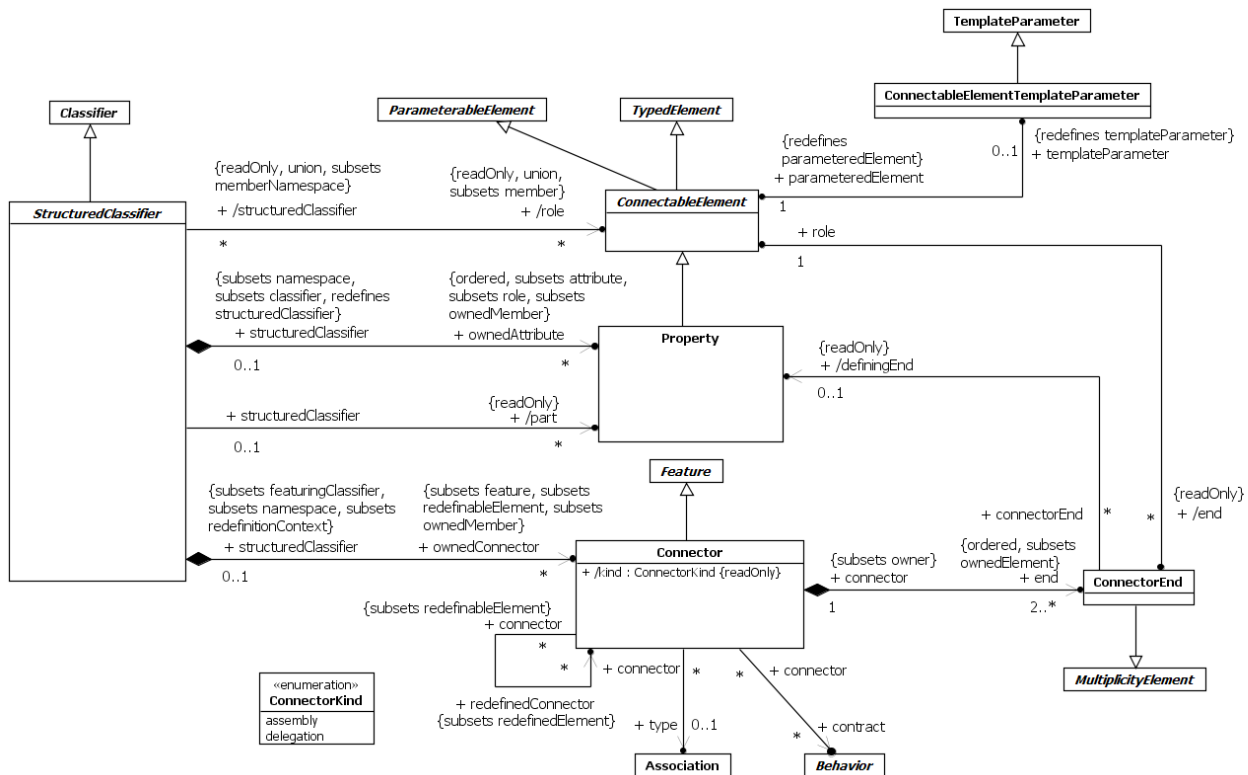 TemplateParameter
Classifier
ParameterableElement
TypedElement
ConnectableElementTemplateParameter
{redefines
parameteredElement}
+ parameteredElement
1
0..1
{redefines templateParameter}
+ templateParameter
{readOnly, union, subsets
memberNamespace}
+ /structuredClassifier
*
{readOnly, union,
subsets member}
+ /role
*
StructuredClassifier
ConnectableElement
+ role
1
{subsets namespace,
subsets classifier, redefines
structuredClassifier}
+ structuredClassifier
0..1
{ordered, subsets attribute,
subsets role, subsets
ownedMember}
+ ownedAttribute
*
Property
{readOnly}
+ /definingEnd
0..1
+ structuredClassifier
0..1
{readOnly}
+ /part
*
Feature
{subsets featuringClassifier,
subsets namespace, subsets
redefinitionContext}
+ structuredClassifier
0..1
{subsets feature, subsets
redefinableElement, subsets
ownedMember}
+ ownedConnector
*
Connector
+ /kind : ConnectorKind {readOnly}
{subsets owner}
+ connector
1
+ connectorEnd
*
*
{readOnly}
+ /end
{ordered, subsets
ownedElement}
+ end
2..*
ConnectorEnd
{subsets redefinableElement}
+ connector
*
*
+ redefinedConnector
{subsets redefinedElement}
+ connector
*
+ type
0..1
*
+ connector
+ contract
*
MultiplicityElement
«enumeration»
ConnectorKind
assembly
delegation
Association
Behavior